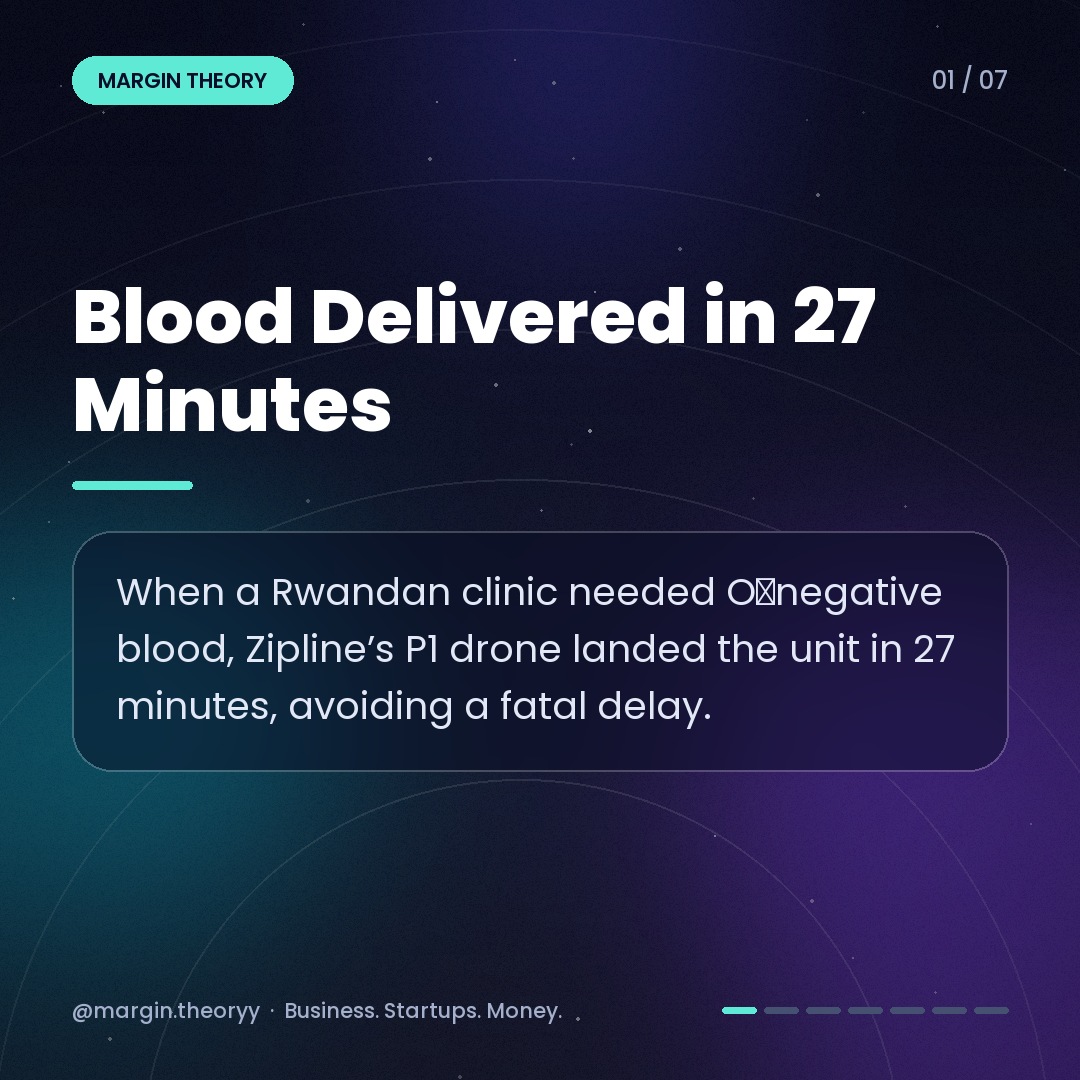 MARGIN THEORY
01 / 07
Blood Delivered in 27
Minutes
When a Rwandan clinic needed O☒negative
blood, Zipline’s P1 drone landed the unit in 27
minutes, avoiding a fatal delay.
@margin.theoryy · Business. Startups. Money.